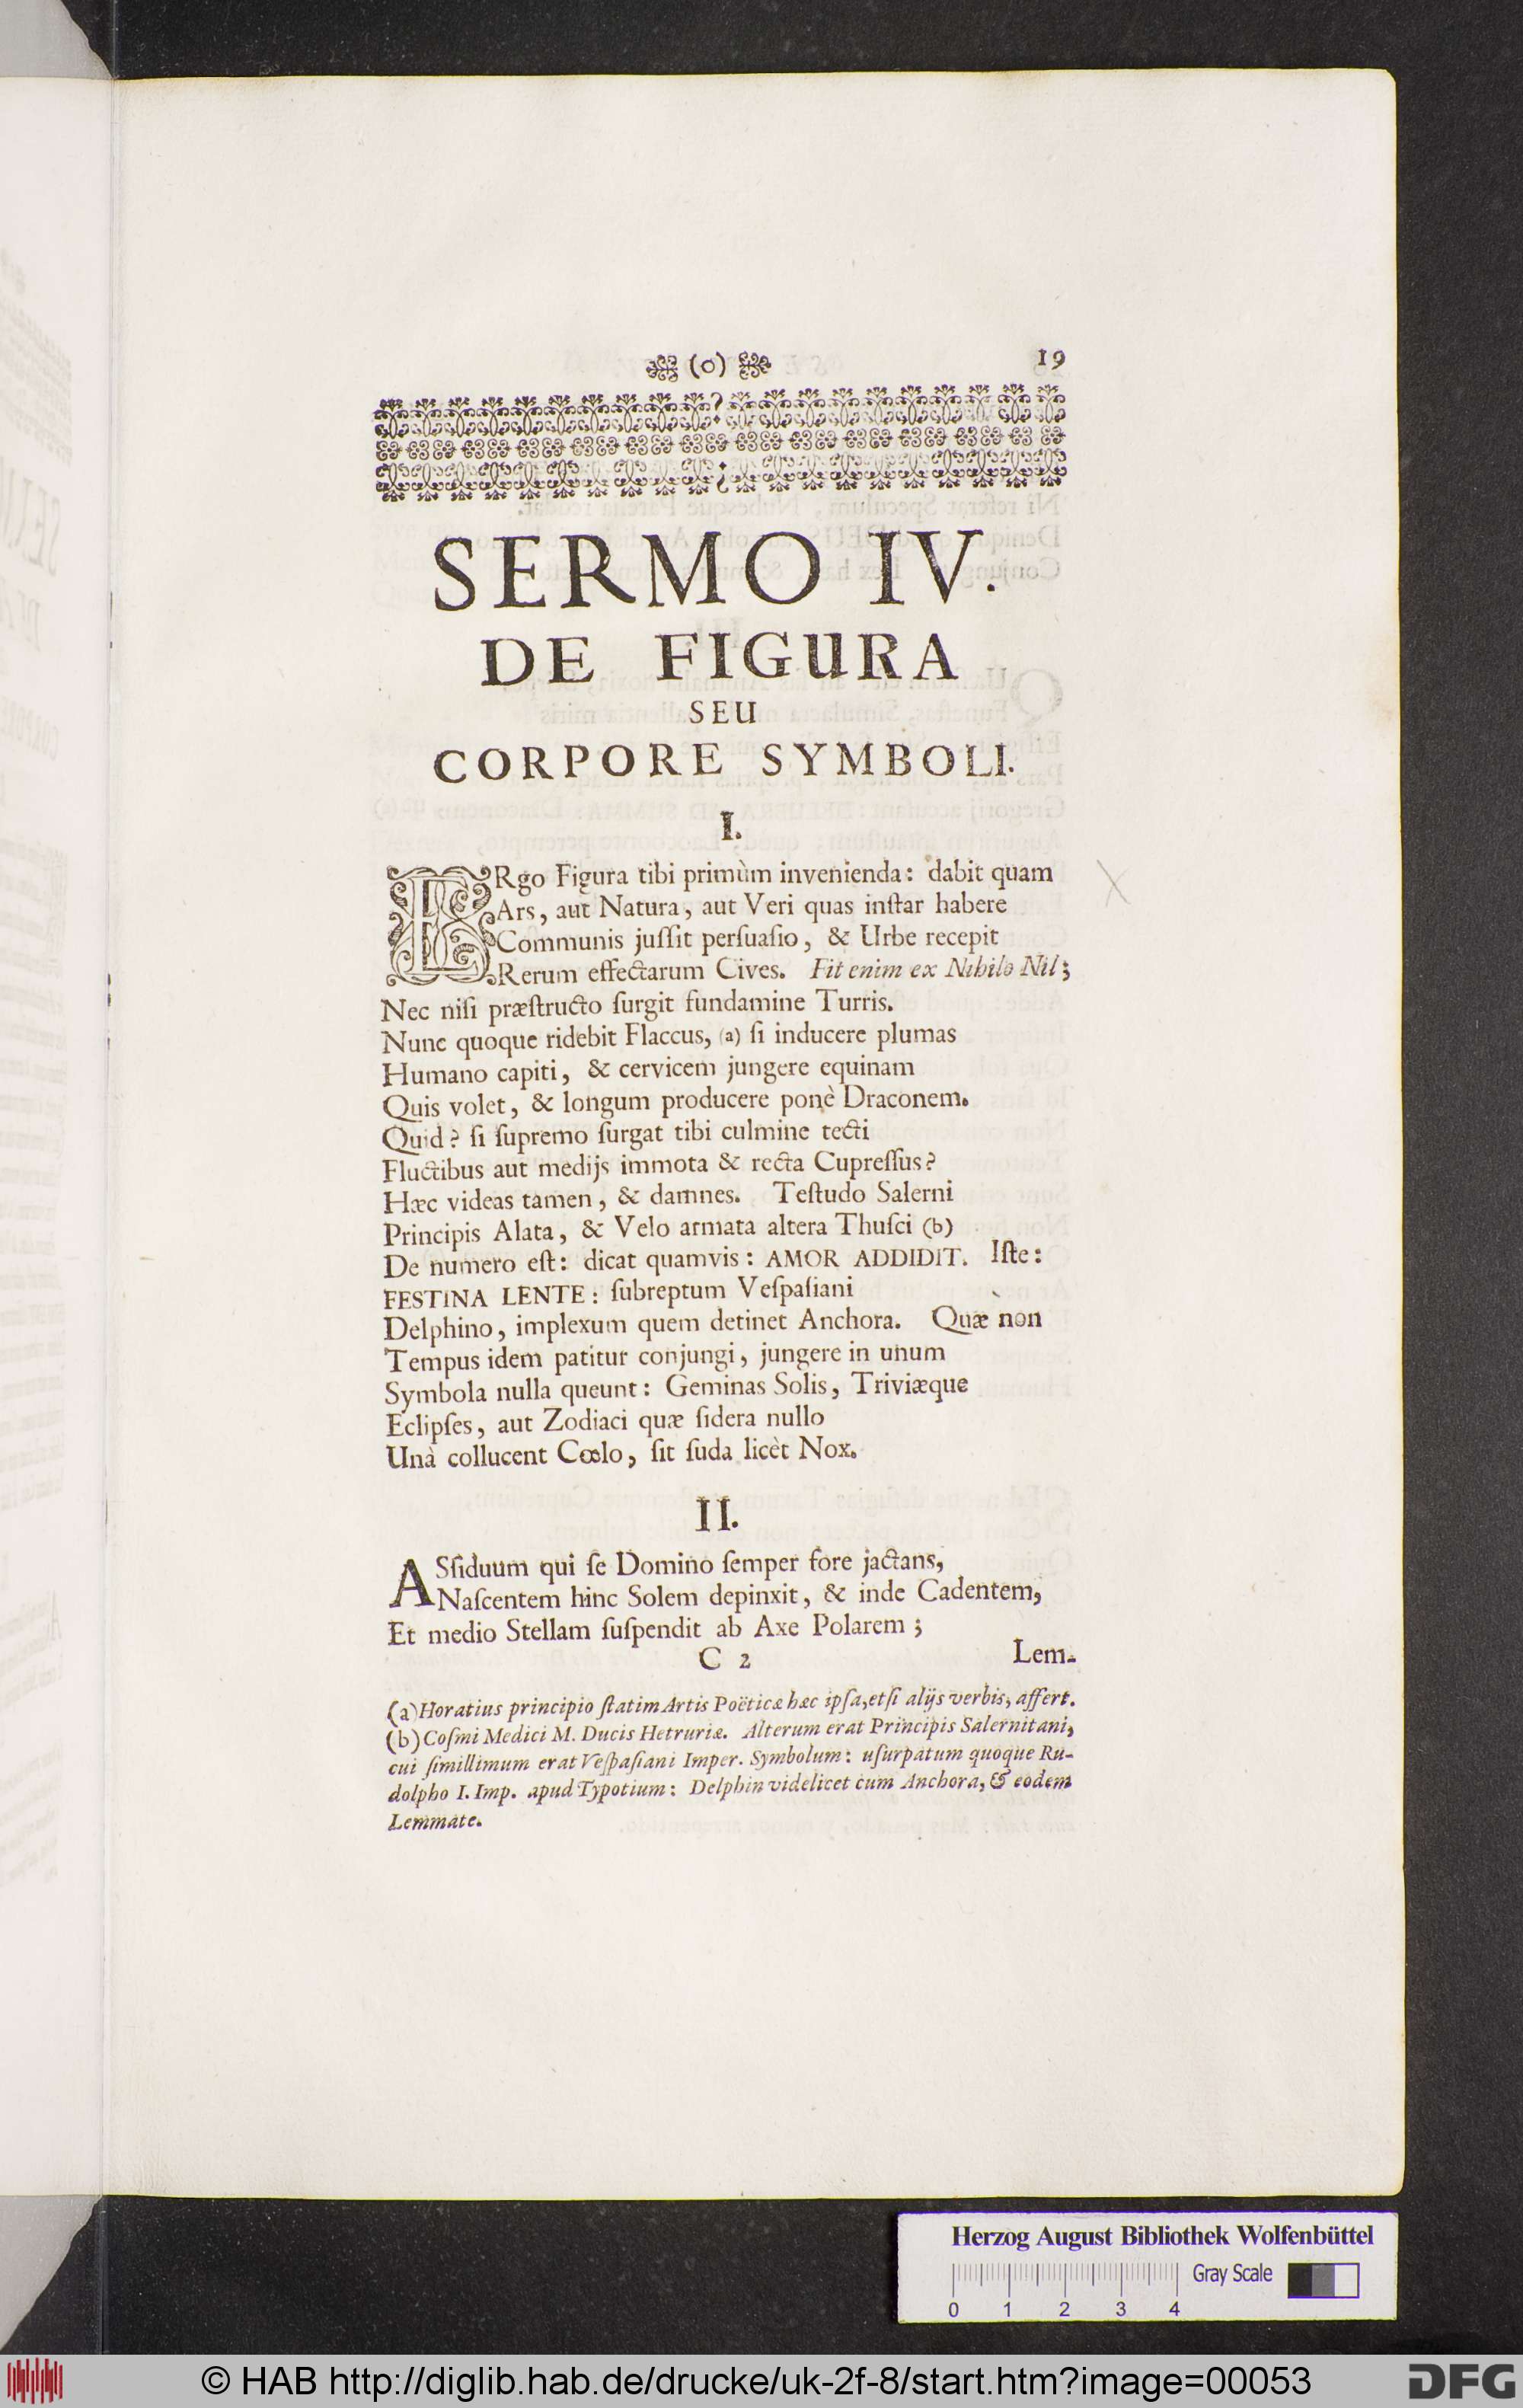 (o) 19
SERMO IV.
DE FIGURA
SEU
CORPORE SYMBOLI.
I.
ERgo Figura tibi primùm invenienda: dabit quam
Ars, aut Natura, aut Veri quas inſtar habere
Communis juſſit perſuaſio, & Urbe recepit
Rerum effectarum Cives. Fit enim ex Nihilo Nil;
Nec niſi præſtructo ſurgit fundamine Turris.
Nunc quoque ridebit Flaccus, (a) ſi inducere plumas
Humano capiti, & cervicem jungere equinam
Quis volet, & longum producere ponè Draconem.
Quid? ſi ſupremo ſurgat tibi culmine tecti
Fluctibus aut medijs immota & recta Cupreſſus?
Hæc videas tamen, & damnes. Teſtudo Salerni
Principis Alata, & Velo armata altera Thuſci (b)
De numero eſt: dicat quamvis: AMOR ADDIDIT. Iſte:
FESTINA LENTE: ſubreptum Veſpaſiani
Delphino, implexum quem detinet Anchora. Quæ non
Tempus idem patitur conjungi, jungere in unum
Symbola nulla queunt: Geminas Solis, Triviæque
Eclipſes, aut Zodiaci quæ ſidera nullo
Unà collucent Cœlo, ſit ſuda licèt Nox.
II.
ASſiduum qui ſe Domino ſemper fore jactans,
Naſcentem hinc Solem depinxit, & inde Cadentem,
Et medio Stellam ſuſpendit ab Axe Polarem;
C 2 Lem-
(a) Horatius principio ſtatim Artis Poëticæ hæc ipſa, etſi alijs verbis, affert.
(b) Coſmi Medici M. Ducis Hetruriæ. Alterum erat Principis Salernitani,
cui ſimillimum erat Veſpaſiani Imper. Symbolum: uſurpatum quoque Ru-
dolpho I. Imp. apud Typotium: Delphin videlicet cum Anchora, & eodem
Lemmate.
Herzog August Bibliothek Wolfenbüttel
Gray Scale
0 1 2 3 4
© HAB http://diglib.hab.de/drucke/uk-2f-8/start.htm?image=00053
DFG